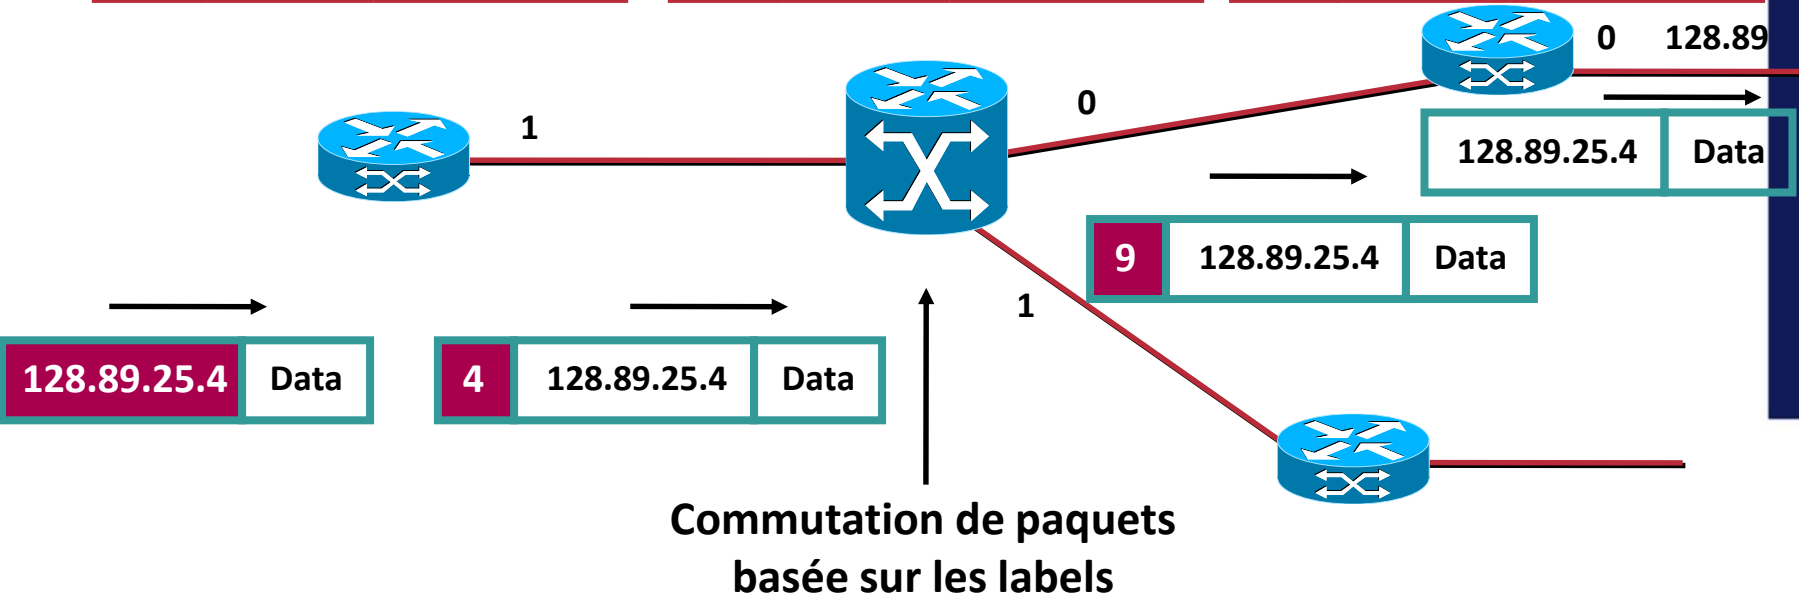 0 128.89
0
1
128.89.25.4 Data
9 128.89.25.4 Data
1
128.89.25.4 Data
4 128.89.25.4 Data
Commutation de paquets
basée sur les labels